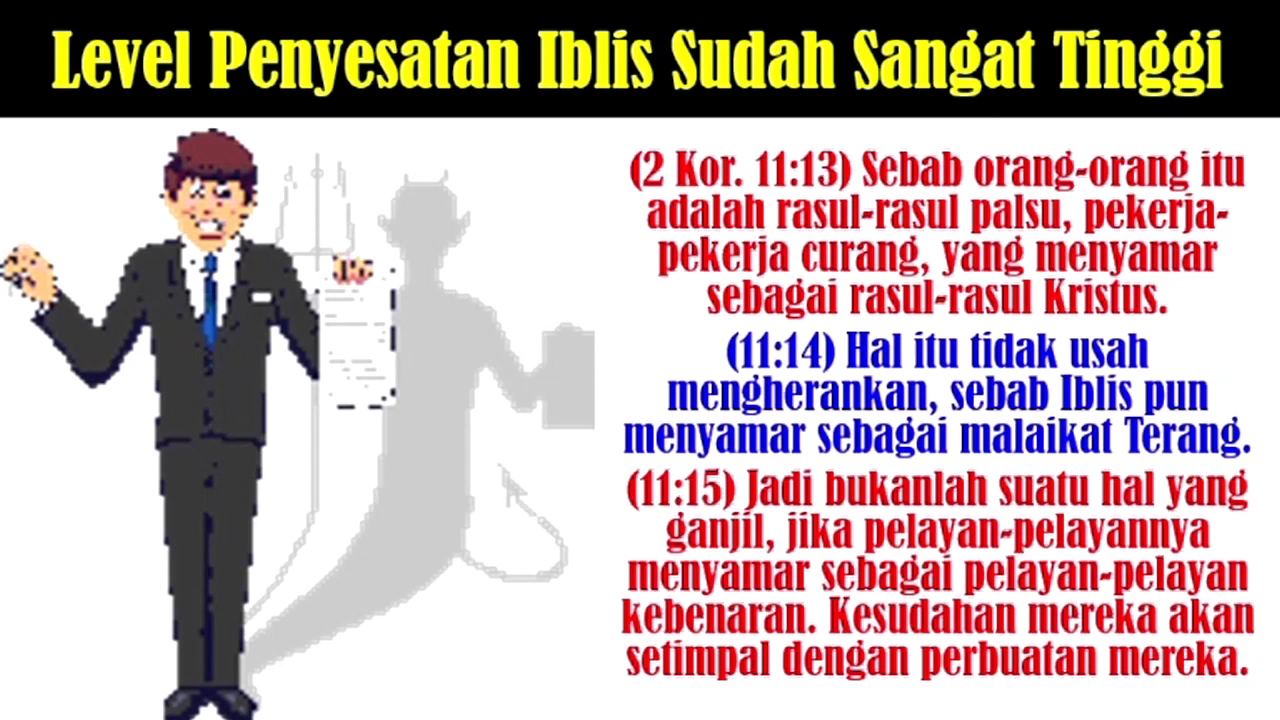 Level Penyesatan Iblis Sudah Sangat Tinggi
(2 Kor. 11:13) Sebab orang-orang itu
adalah rasul-rasul palsu, pekerja-
pekerja curang, yang menyamar
sebagai rasul-rasul Kristus.
(11:14) Hal itu tidak usah
mengherankan, sebab Iblis pun
menyamar sebagai malaikat Terang.
(11:15) Jadi bukanlah suatu hal yang
ganjil, jika pelayan-pelayannya
menyamar sebagai pelayan-pelayan
kebenaran. Kesudahan mereka akan
setimpal dengan perbuatan mereka.